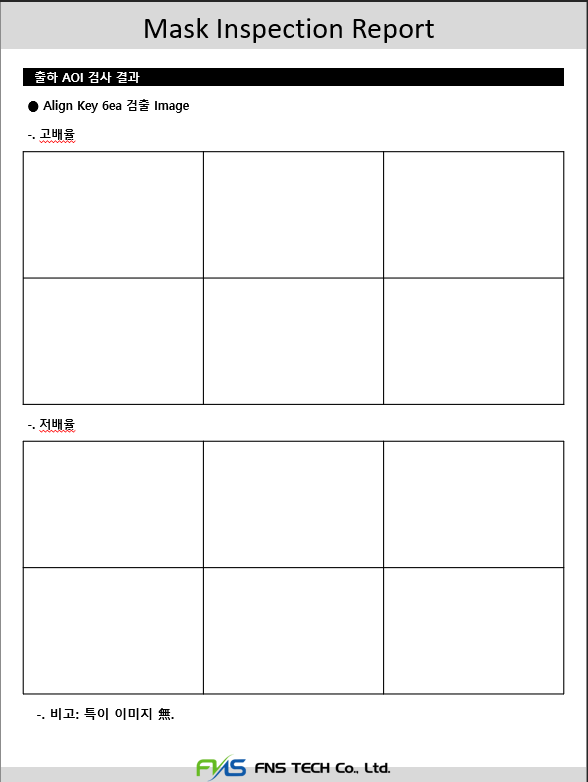 Mask Inspection Report
출하 AOI 검사 결과
● Align Key 6ea 검출 Image
-. 고배율
-. 저배율
-. 비고: 특이 이미지 無.
FNS FNS TECH Co., Ltd.